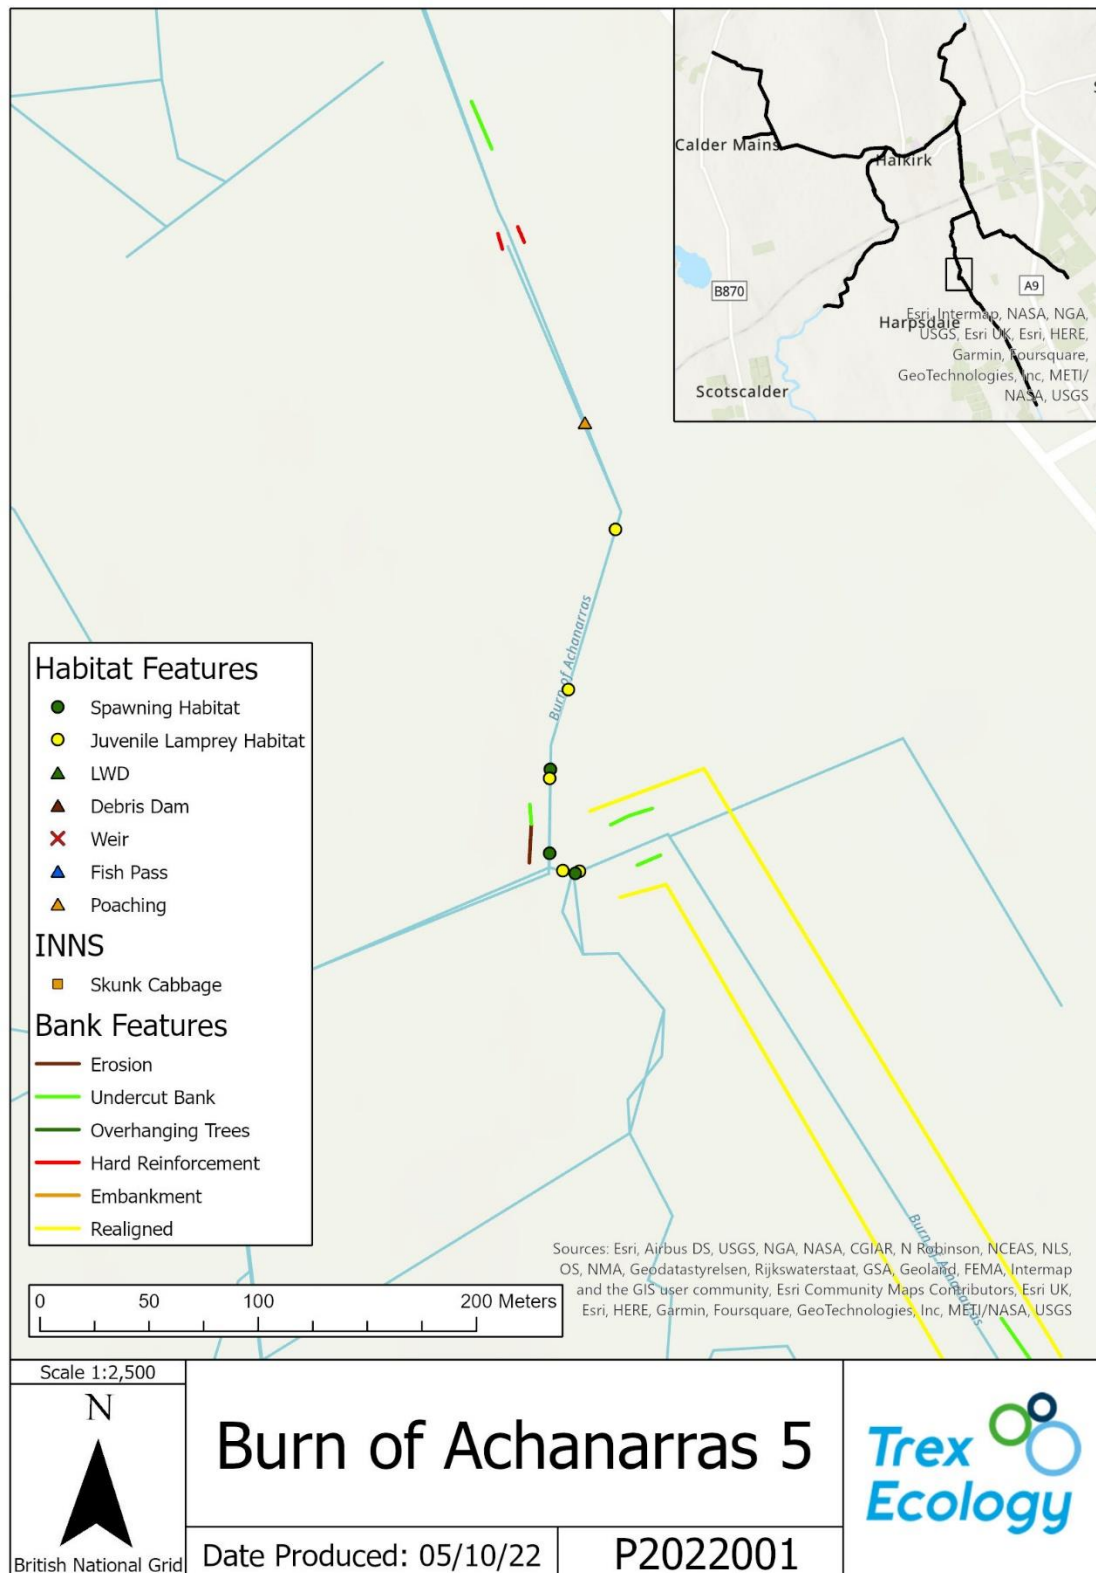 Calder Mains
Halkirk
B870
A9
Harpsdale
Scotscalder
S
Esri, Intermap, NASA, NGA,
USGS, Esri UK, Esri, HERE,
Garmin, Foursquare,
GeoTechnologies, Inc, METI/
NASA, USGS
Burn of Achanarras
Habitat Features
Spawning Habitat
Juvenile Lamprey Habitat
LWD
Debris Dam
Weir
Fish Pass
Poaching
INNS
Skunk Cabbage
Bank Features
Erosion
Undercut Bank
Overhanging Trees
Hard Reinforcement
Embankment
Realigned
Burn of Achanarras
Sources: Esri, Airbus DS, USGS, NGA, NASA, CGIAR, N Robinson, NCEAS, NLS,
OS, NMA, Geodatastyrelsen, Rijkswaterstaat, GSA, Geoland, FEMA, Intermap
and the GIS user community, Esri Community Maps Contributors, Esri UK,
Esri, HERE, Garmin, Foursquare, GeoTechnologies, Inc, METI/NASA, USGS
0 50 100 200 Meters
Scale 1:2,500
N
British National Grid
Burn of Achanarras 5
Date Produced: 05/10/22
P2022001
Trex
Ecology